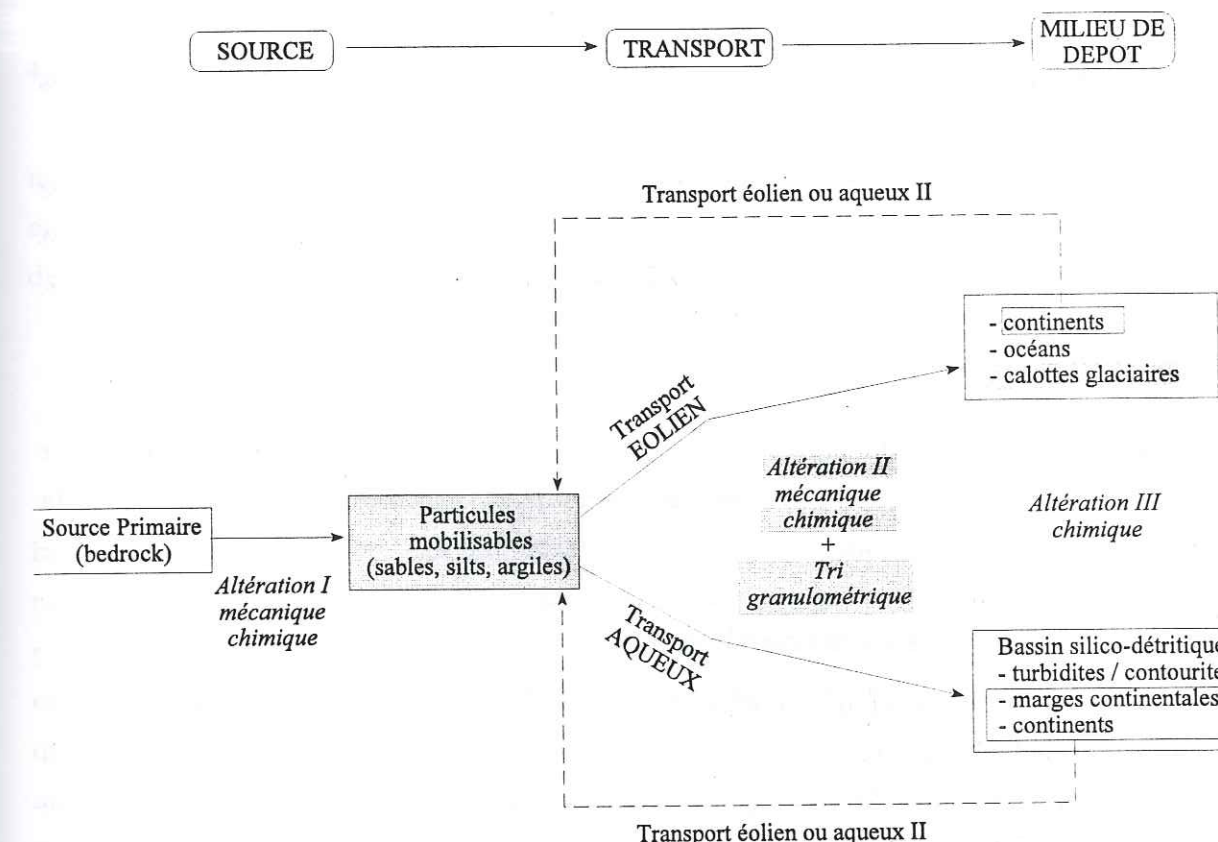 SOURCE
TRANSPORT
MILIEU DE
DEPOT
Transport éolien ou aqueux II
- continents
- océans
- calottes glaciaires
Transport
EOLIEN
Altération II
mécanique
chimique
+
Tri
granulométrique
Altération III
chimique
Source Primaire
(bedrock)
Altération I
mécanique
chimique
Particules
mobilisables
(sables, silts, argiles)
Transport
AQUEUX
Bassin silico-détritique
- turbidites / contourite
- marges continentales
- continents
Transport éolien ou aqueux II